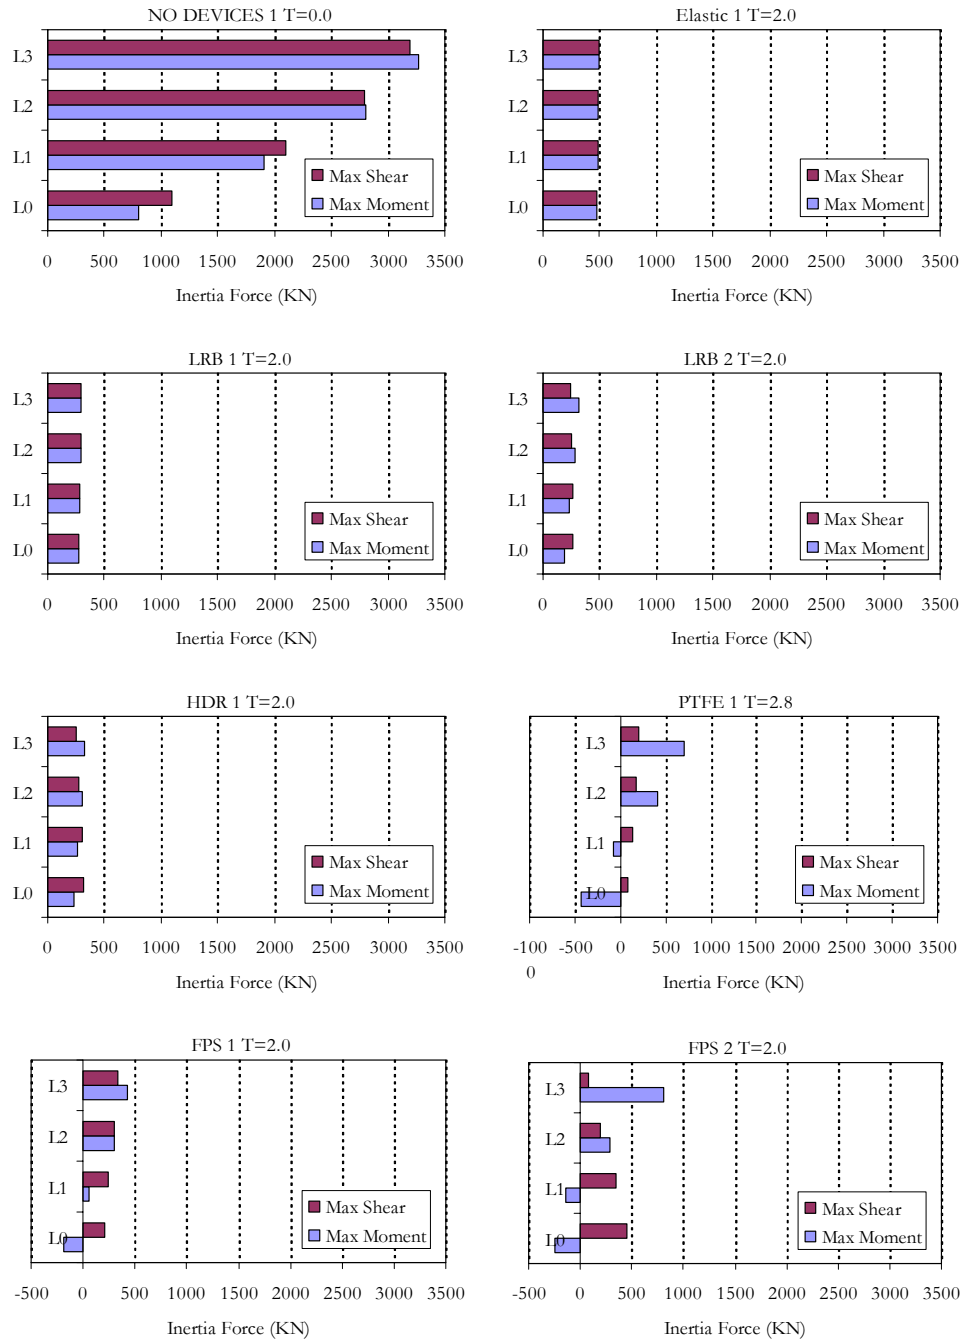 NO DEVICES 1 T=0.0
L3
L2
L1
L0
Max Shear
Max Moment
0 500 1000 1500 2000 2500 3000 3500
Inertia Force (KN)
Elastic 1 T=2.0
L3
L2
L1
L0
Max Shear
Max Moment
0 500 1000 1500 2000 2500 3000 3500
Inertia Force (KN)
LRB 1 T=2.0
L3
L2
L1
L0
Max Shear
Max Moment
0 500 1000 1500 2000 2500 3000 3500
Inertia Force (KN)
LRB 2 T=2.0
L3
L2
L1
L0
Max Shear
Max Moment
0 500 1000 1500 2000 2500 3000 3500
Inertia Force (KN)
HDR 1 T=2.0
L3
L2
L1
L0
Max Shear
Max Moment
0 500 1000 1500 2000 2500 3000 3500
Inertia Force (KN)
PTFE 1 T=2.8
L3
L2
L1
L0
Max Shear
Max Moment
-100 -500 0 500 1000 1500 2000 2500 3000 3500
0
Inertia Force (KN)
FPS 1 T=2.0
L3
L2
L1
L0
Max Shear
Max Moment
-500 0 500 1000 1500 2000 2500 3000 3500
Inertia Force (KN)
FPS 2 T=2.0
L3
L2
L1
L0
Max Shear
Max Moment
-500 0 500 1000 1500 2000 2500 3000 3500
Inertia Force (KN)